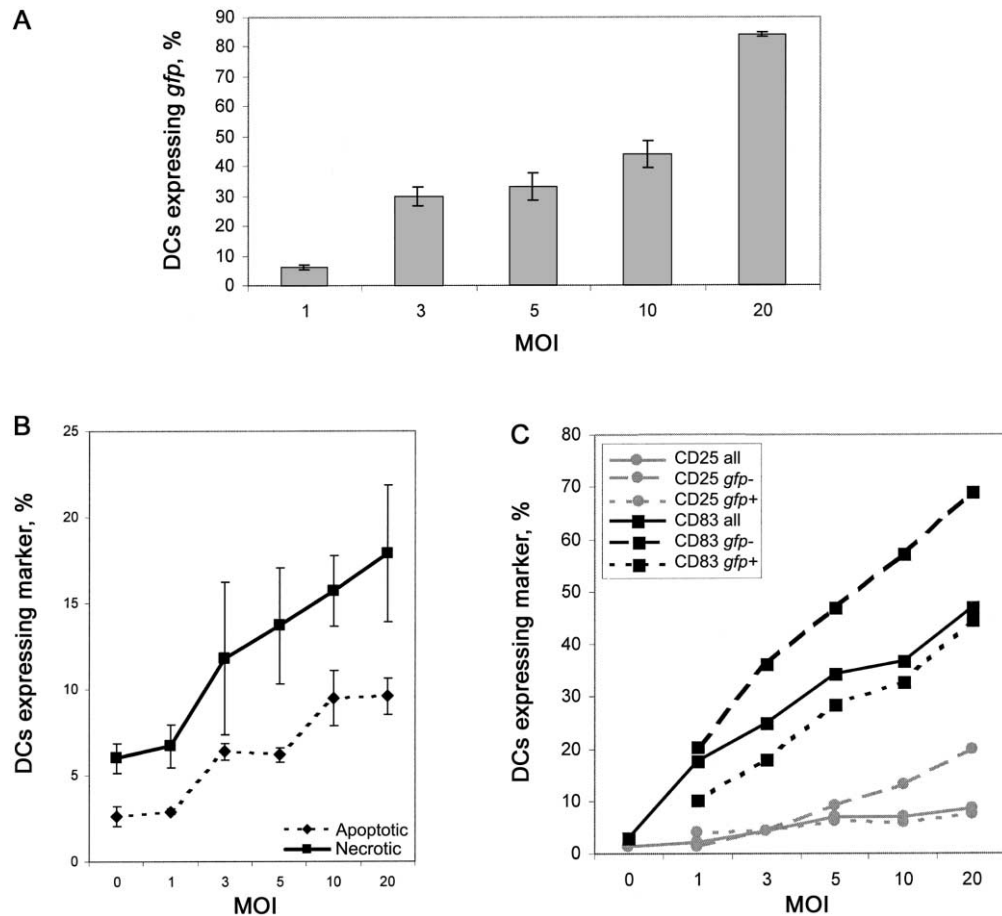 A
DCs expressing gfp, %
90
80
70
60
50
40
30
20
10
0
1 3 5 10 20
MOI
B
DCs expressing marker, %
25
20
15
10
5
0
0 1 3 5 10 20
MOI
Apoptotic
Necrotic
C
DCs expressing marker, %
80
70
60
50
40
30
20
10
0
0 1 3 5 10 20
MOI
CD25 all
CD25 gfp-
CD25 gfp+
CD83 all
CD83 gfp-
CD83 gfp+